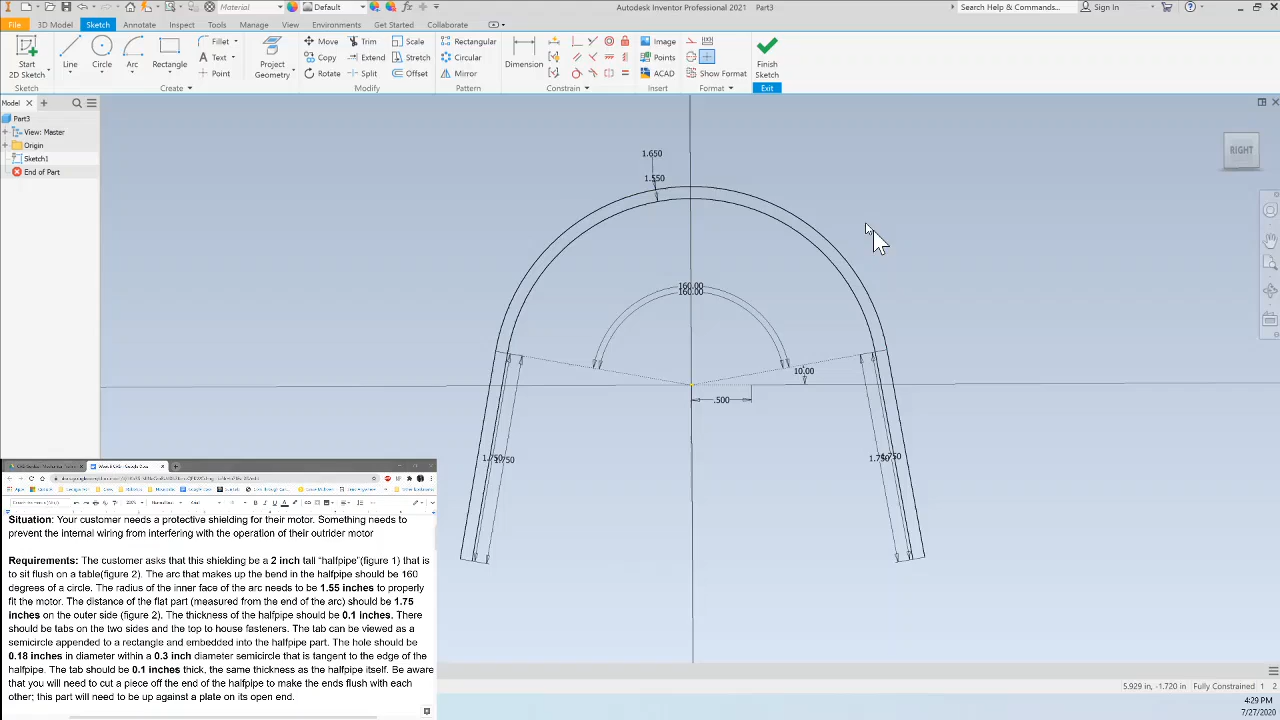 Material
Default
Autodesk Inventor Professional 2021 Part3
Search Help & Commands...
Sign In
File 3D Model Sketch Annotate Inspect Tools Manage View Environments Get Started Collaborate
Start
2D Sketch
Line
Circle
Arc
Rectangle
Fillet
Text
Point
Project
Geometry
Move
Copy
Rotate
Trim
Extend
Split
Scale
Stretch
Offset
Rectangular
Circular
Mirror
Dimension
Image
Points
ACAD
Show Format
Finish
Sketch
Sketch
Create
Modify
Pattern
Constrain
Insert
Format
Exit
Model
Part3
View: Master
Origin
Sketch1
End of Part
RIGHT
1.650
1.550
160.00
160.00
10.00
.500
1.750
1.750
1.750
1.750
Situation: Your customer needs a protective shielding for their motor. Something needs to
prevent the internal wiring from interfering with the operation of their outrider motor
Requirements: The customer asks that this shielding be a 2 inch tall "halfpipe"(figure 1) that is
to sit flush on a table(figure 2). The arc that makes up the bend in the halfpipe should be 160
degrees of a circle. The radius of the inner face of the arc needs to be 1.55 inches to properly
fit the motor. The distance of the flat part (measured from the end of the arc) should be 1.75
inches on the outer side (figure 2). The thickness of the halfpipe should be 0.1 inches. There
should be tabs on the two sides and the top to house fasteners. The tab can be viewed as a
semicircle appended to a rectangle and embedded into the halfpipe part. The hole should be
0.18 inches in diameter within a 0.3 inch diameter semicircle that is tangent to the edge of the
halfpipe. The tab should be 0.1 inches thick, the same thickness as the halfpipe itself. Be aware
that you will need to cut a piece off the end of the halfpipe to make the ends flush with each
other; this part will need to be up against a plate on its open end.
5.929 in, -1.720 in Fully Constrained 1 2
4:29 PM
7/27/2020